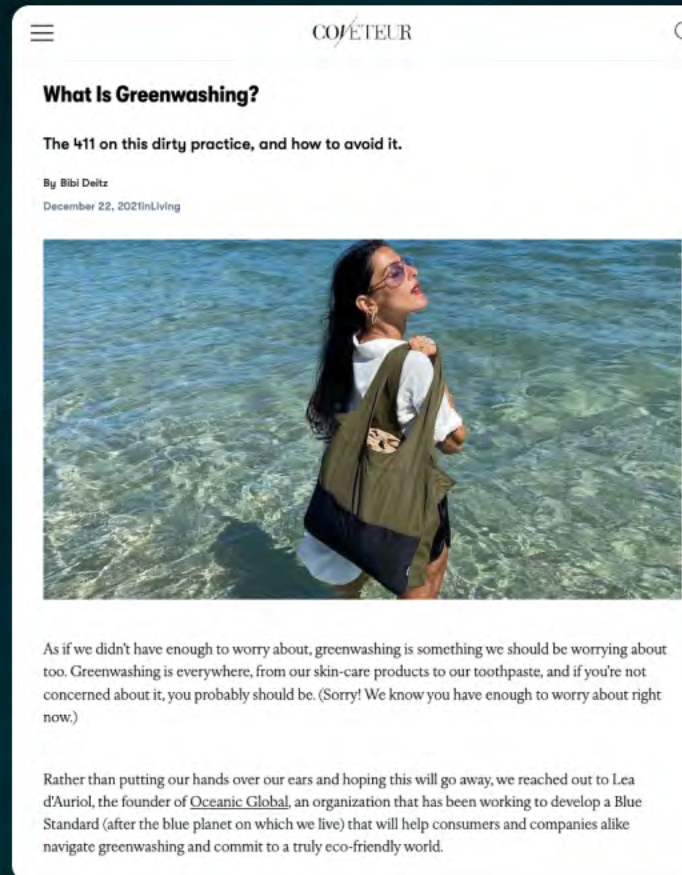 COVETEUR
What Is Greenwashing?
The 411 on this dirty practice, and how to avoid it.
By Bibi Deitz
December 22, 2021inLiving
As if we didn't have enough to worry about, greenwashing is something we should be worrying about
too. Greenwashing is everywhere, from our skin-care products to our toothpaste, and if you're not
concerned about it, you probably should be. (Sorry! We know you have enough to worry about right
now.)
Rather than putting our hands over our ears and hoping this will go away, we reached out to Lea
d'Auriol, the founder of Oceanic Global, an organization that has been working to develop a Blue
Standard (after the blue planet on which we live) that will help consumers and companies alike
navigate greenwashing and commit to a truly eco-friendly world.